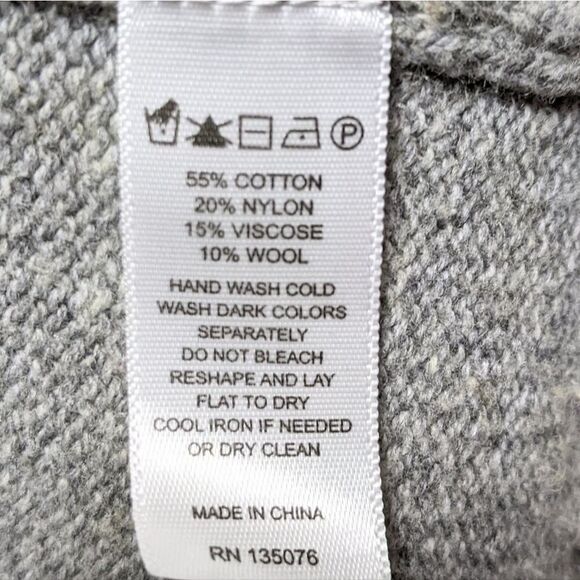 P
55% COTTON
20% NYLON
15% VISCOSE
10% WOOL
HAND WASH COLD
WASH DARK COLORS
SEPARATELY
DO NOT BLEACH
RESHAPE AND LAY
FLAT TO DRY
COOL IRON IF NEEDED
OR DRY CLEAN
MADE IN CHINA
RN 135076